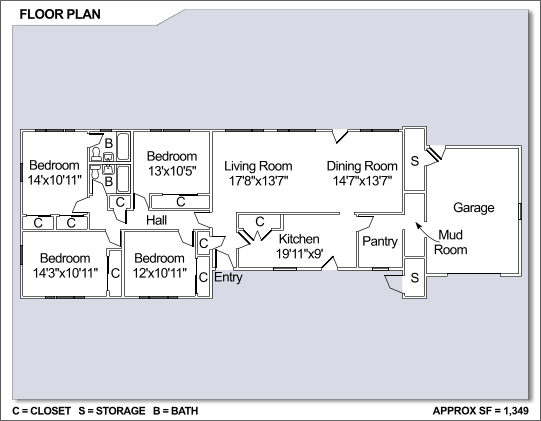 FLOOR PLAN
B
Bedroom
14'x10'11"
Bedroom
13'x10'5"
Living Room
17'8"x13'7"
Dining Room
14'7"x13'7"
S
B
C
C
Garage
C
C
Hall
C
Mud
Room
Kitchen
19'11"x9'
Pantry
C
Bedroom
14'3"x10'11"
C
Bedroom
12'x10'11"
C
Entry
S
C = CLOSET S = STORAGE B = BATH
APPROX SF = 1,349